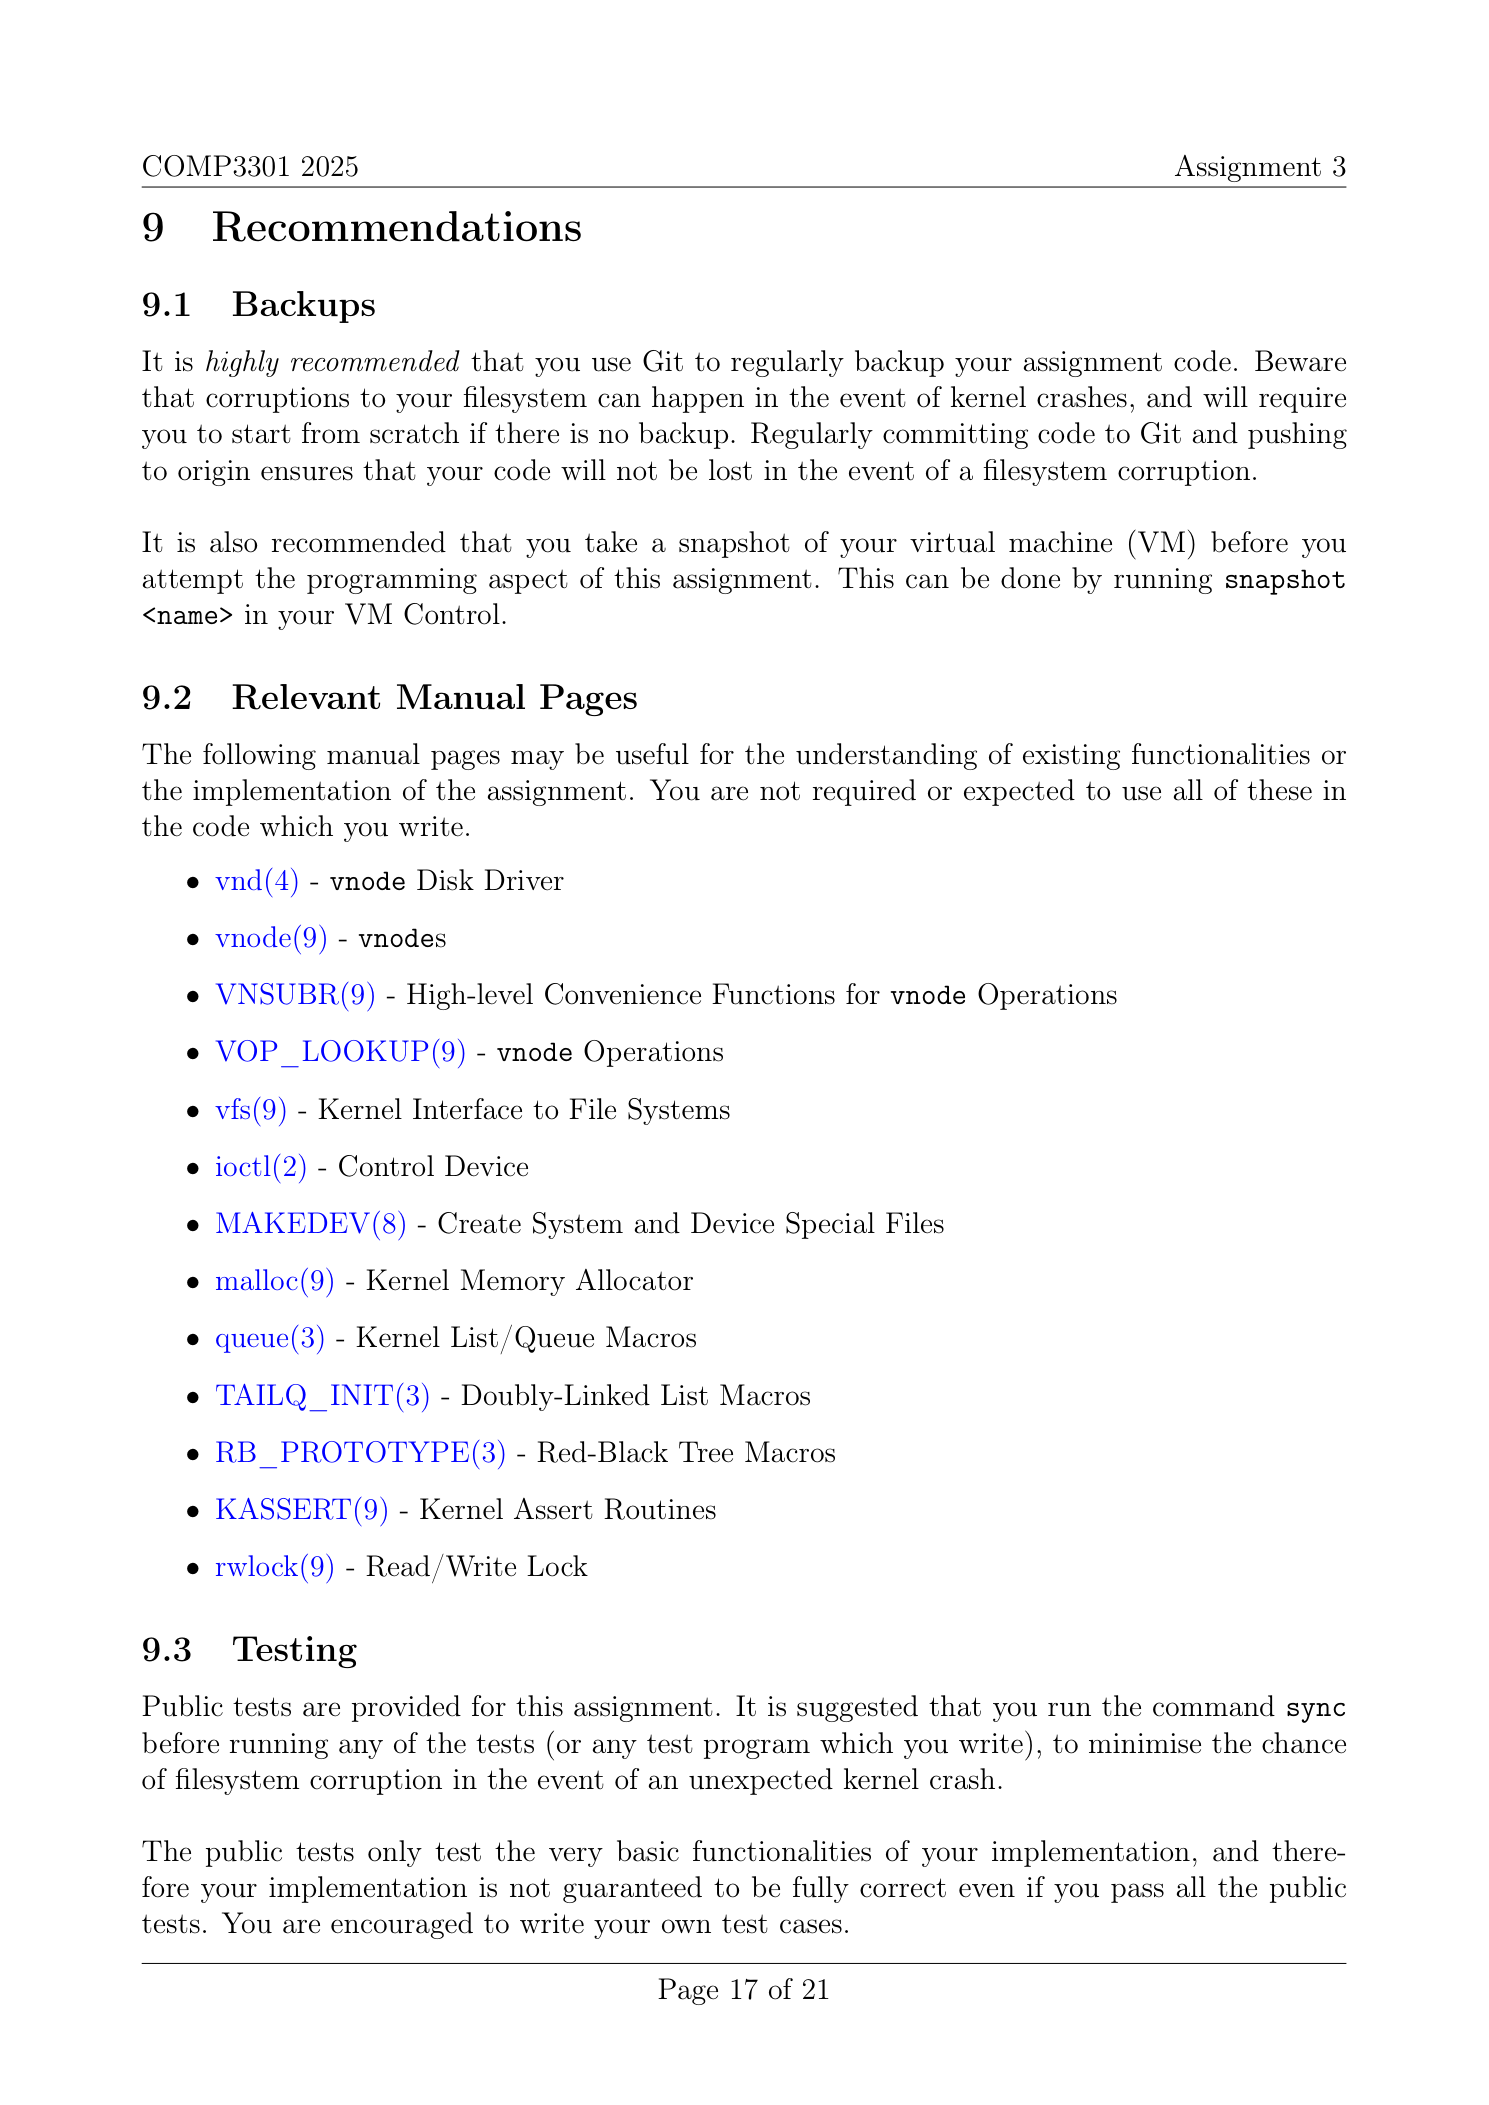 COMP3301 2025 Assignment 3
9 Recommendations
9.1 Backups
It is highly recommended that you use Git to regularly backup your assignment code. Beware
that corruptions to your filesystem can happen in the event of kernel crashes, and will require
you to start from scratch if there is no backup. Regularly committing code to Git and pushing
to origin ensures that your code will not be lost in the event of a filesystem corruption.
It is also recommended that you take a snapshot of your virtual machine (VM) before you
attempt the programming aspect of this assignment. This can be done by running snapshot
<name> in your VM Control.
9.2 Relevant Manual Pages
The following manual pages may be useful for the understanding of existing functionalities or
the implementation of the assignment. You are not required or expected to use all of these in
the code which you write.
• vnd(4) - vnode Disk Driver
• vnode(9) - vnodes
• VNSUBR(9) - High-level Convenience Functions for vnode Operations
• VOP_LOOKUP(9) - vnode Operations
• vfs(9) - Kernel Interface to File Systems
• ioctl(2) - Control Device
• MAKEDEV(8) - Create System and Device Special Files
• malloc(9) - Kernel Memory Allocator
• queue(3) - Kernel List/Queue Macros
• TAILQ_INIT(3) - Doubly-Linked List Macros
• RB_PROTOTYPE(3) - Red-Black Tree Macros
• KASSERT(9) - Kernel Assert Routines
• rwlock(9) - Read/Write Lock
9.3 Testing
Public tests are provided for this assignment. It is suggested that you run the command sync
before running any of the tests (or any test program which you write), to minimise the chance
of filesystem corruption in the event of an unexpected kernel crash.
The public tests only test the very basic functionalities of your implementation, and there-
fore your implementation is not guaranteed to be fully correct even if you pass all the public
tests. You are encouraged to write your own test cases.
Page 17 of 21